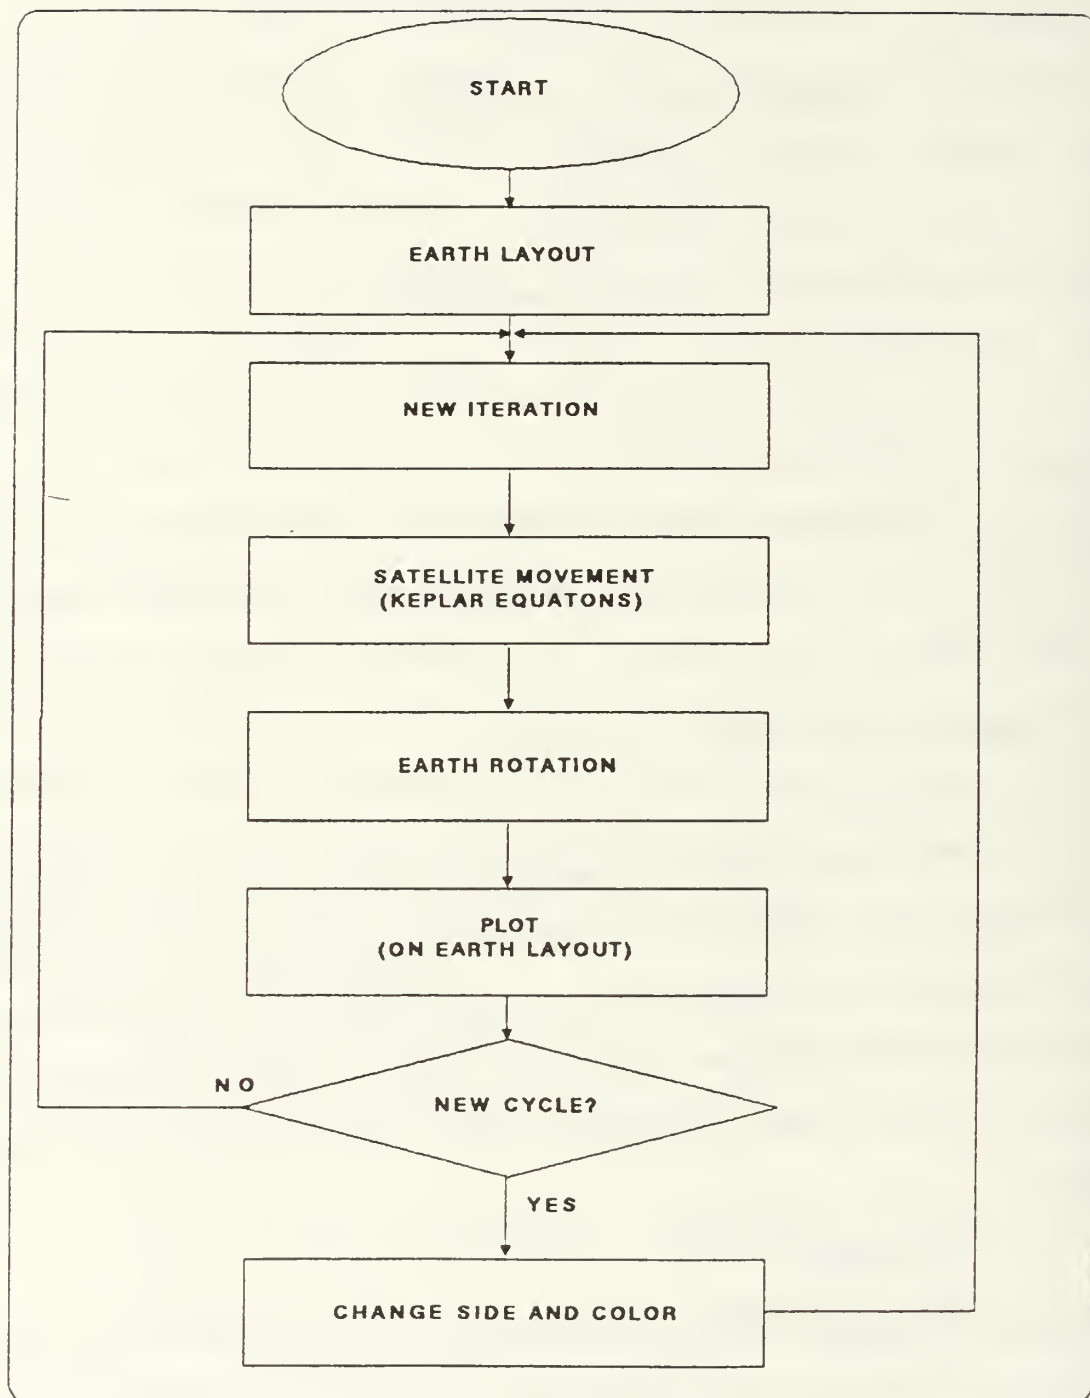 START
EARTH LAYOUT
NEW ITERATION
SATELLITE MOVEMENT
(KEPLAR EQUATONS)
EARTH ROTATION
PLOT
(ON EARTH LAYOUT)
NEW CYCLE?
NO
YES
CHANGE SIDE AND COLOR